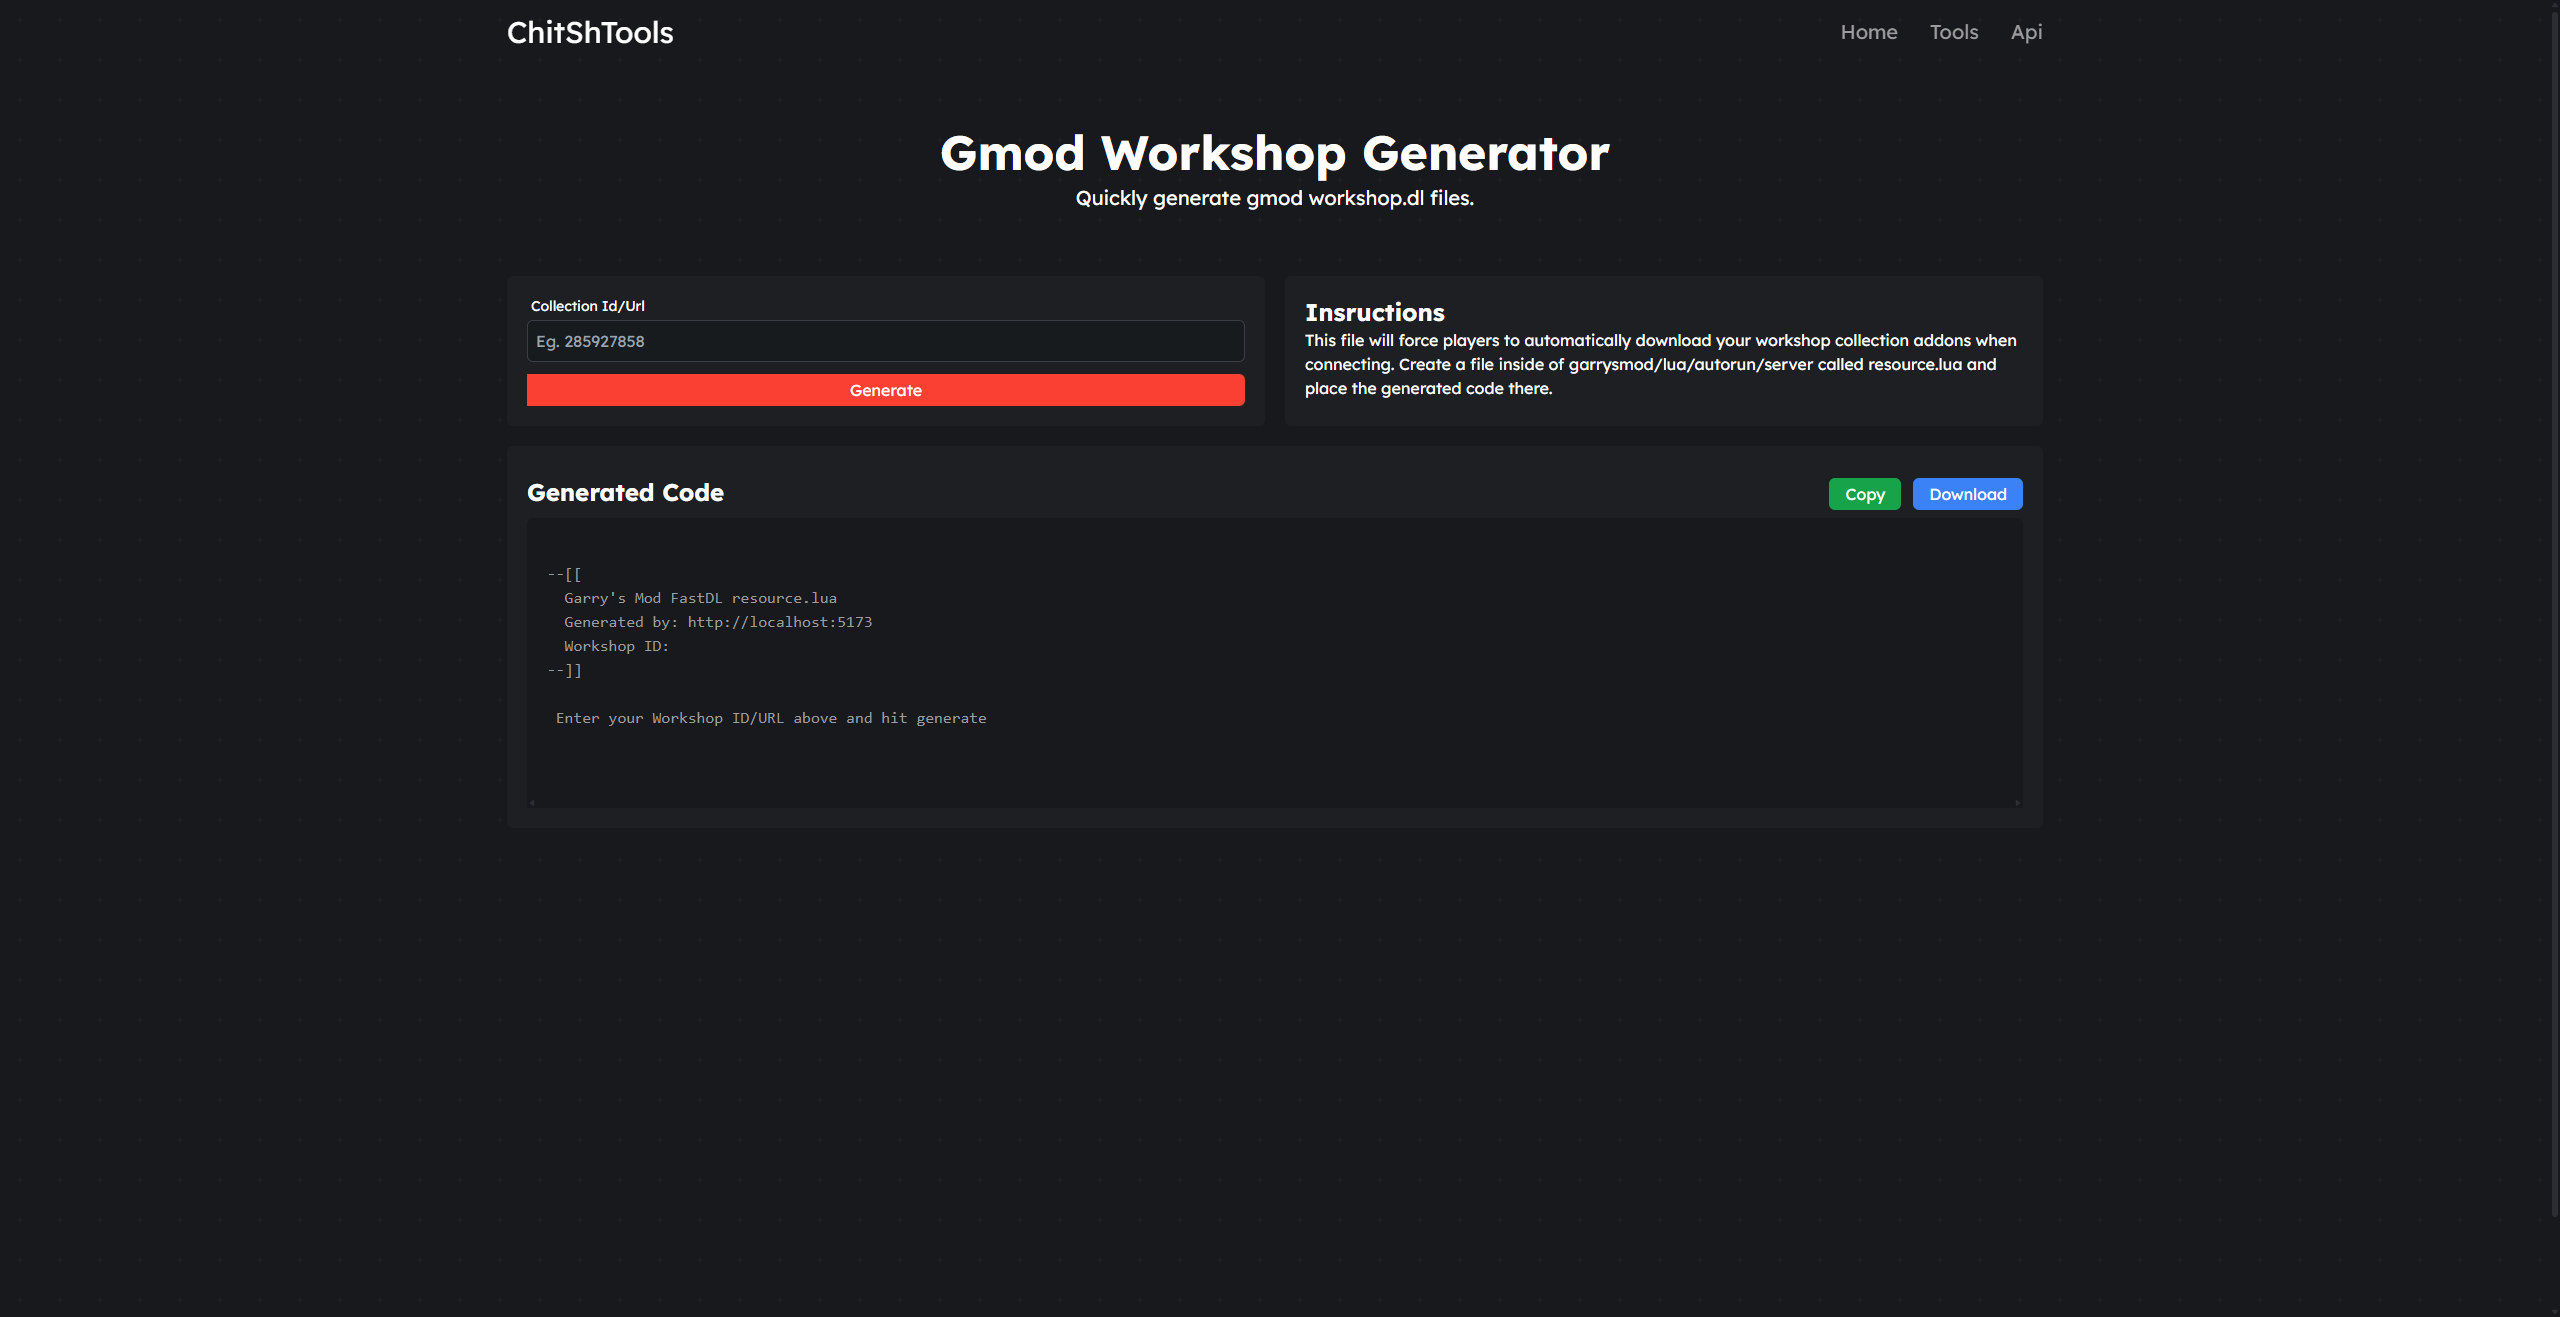 ChitShTools
Home Tools Api
Gmod Workshop Generator
Quickly generate gmod workshop.dl files.
Collection Id/Url
Eg. 285927858
Generate
Insructions
This file will force players to automatically download your workshop collection addons when
connecting. Create a file inside of garrysmod/lua/autorun/server called resource.lua and
place the generated code there.
Generated Code
Copy Download
--[[
Garry's Mod FastDL resource.lua
Generated by: http://localhost:5173
Workshop ID:
--]]
Enter your Workshop ID/URL above and hit generate